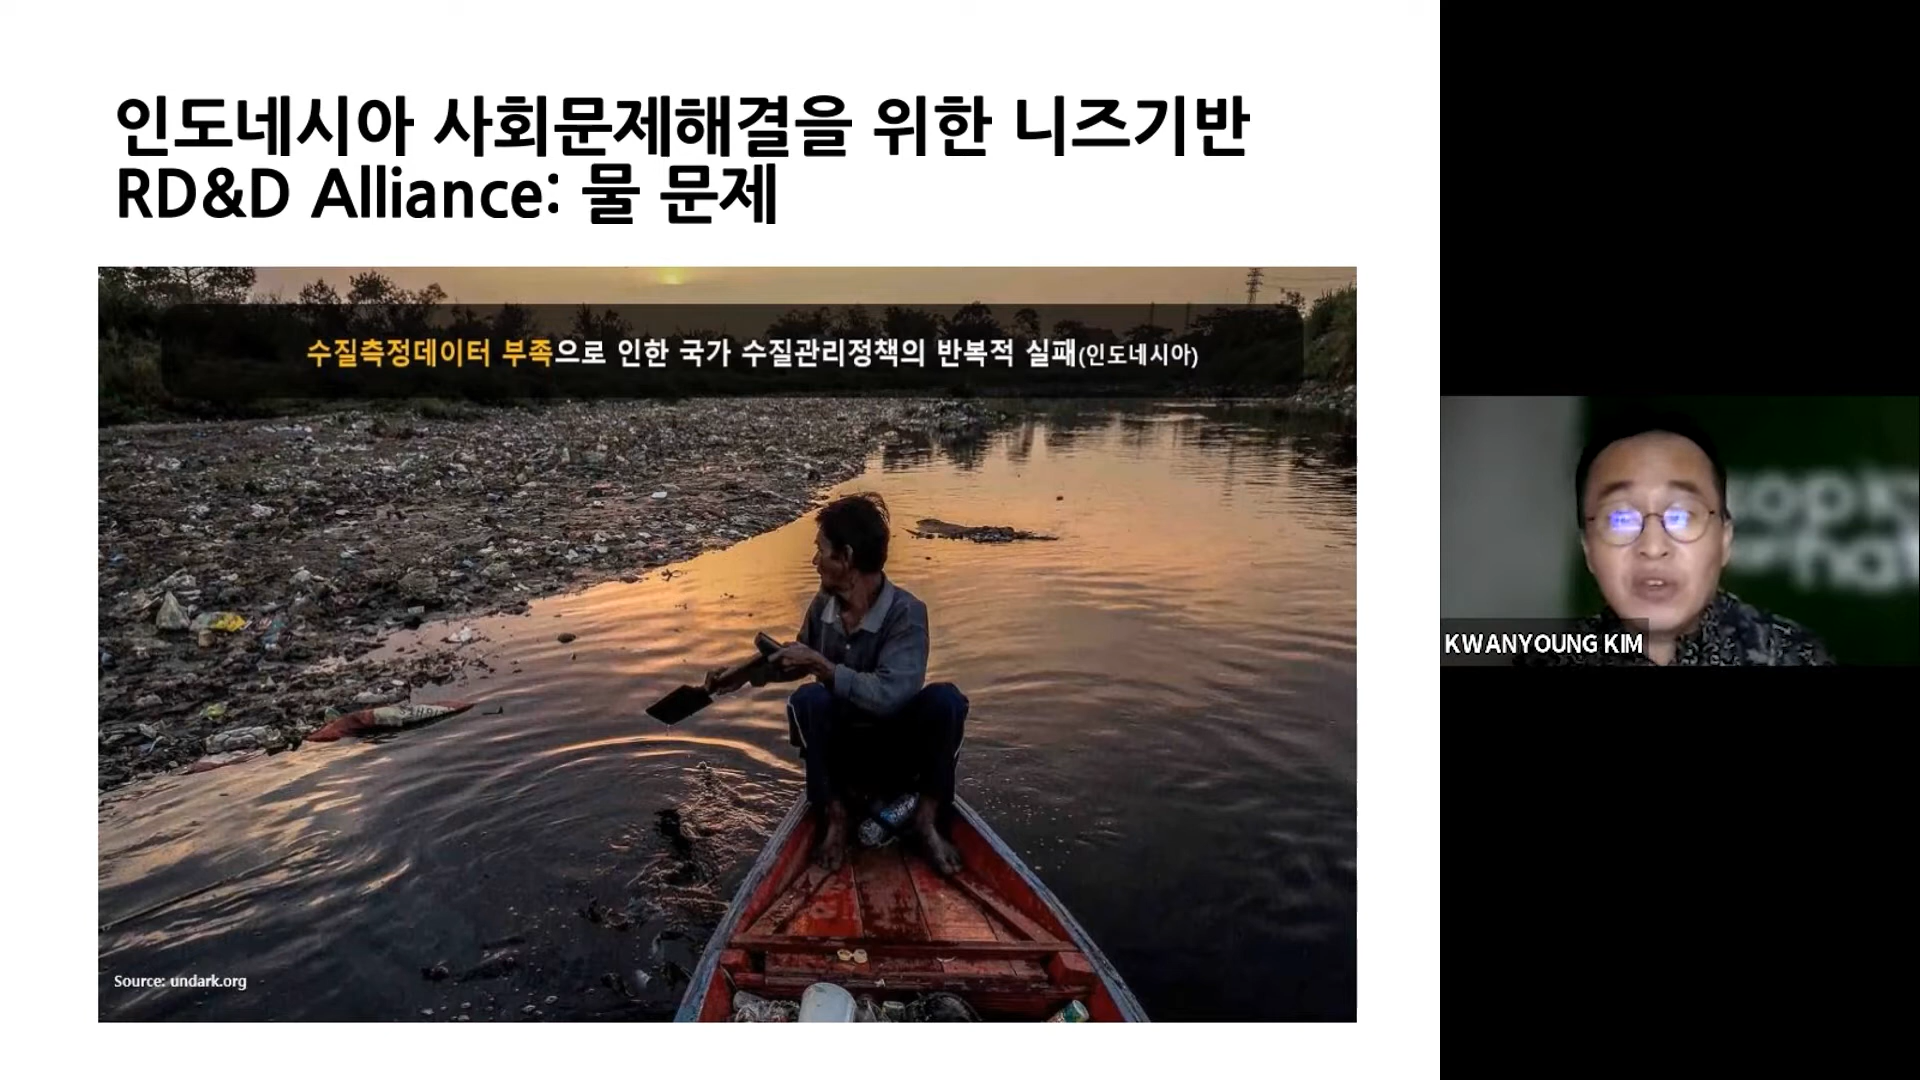 인도네시아 사회문제해결을 위한 니즈기반
RD&D Alliance: 물 문제
수질측정데이터 부족으로 인한 국가 수질관리정책의 반복적 실패(인도네시아)
Source: undark.org
KWANYOUNG KIM